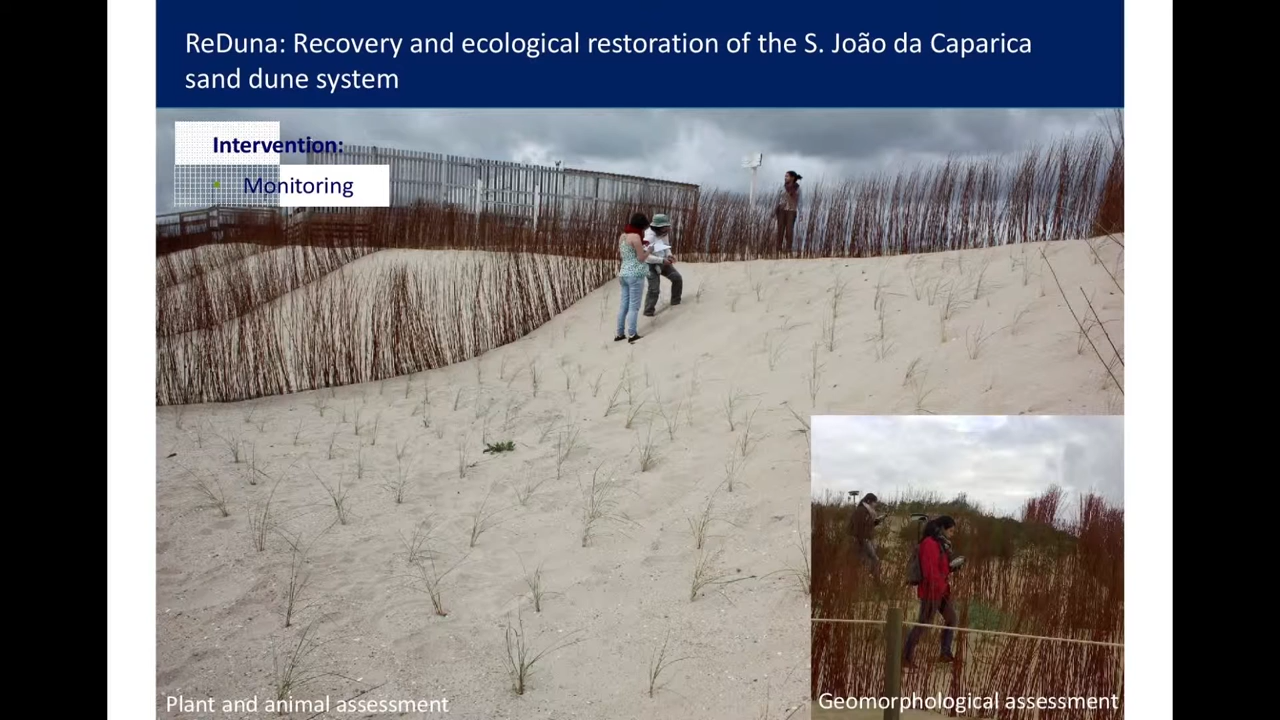 ReDuna: Recovery and ecological restoration of the S. João da Caparica
sand dune system
Intervention:
Monitoring
Plant and animal assessment
Geomorphological assessment